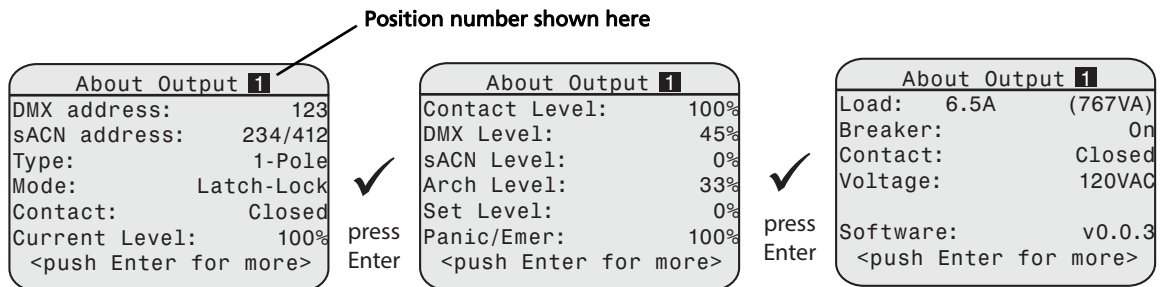 Position number shown here
About Output 1
DMX address: 123
sACN address: 234/412
Type: 1-Pole
Mode: Latch-Lock
Contact: Closed
Current Level: 100%
<push Enter for more>
press
Enter
About Output 1
Contact Level: 100%
DMX Level: 45%
sACN Level: 0%
Arch Level: 33%
Set Level: 0%
Panic/Emer: 100%
<push Enter for more>
press
Enter
About Output 1
Load: 6.5A (767VA)
Breaker: On
Contact: Closed
Voltage: 120VAC
Software: v0.0.3
<push Enter for more>